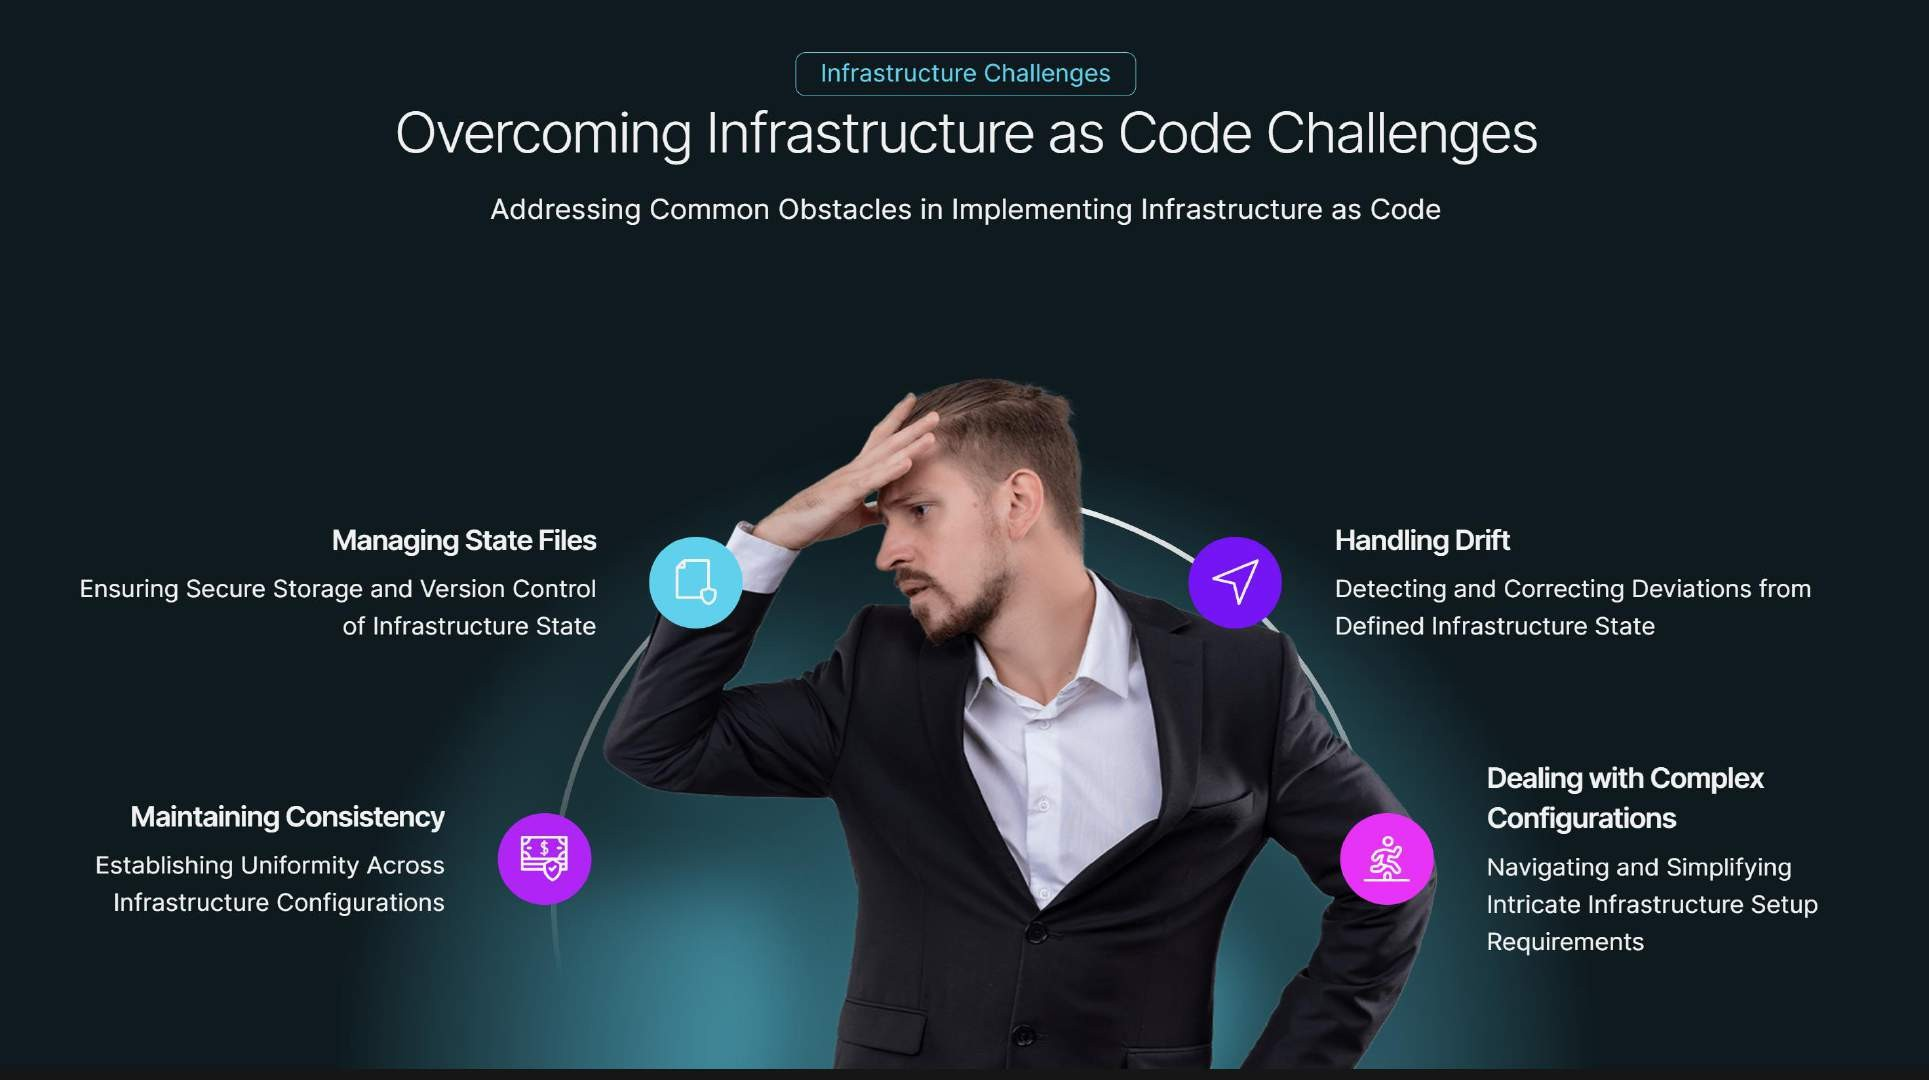 Infrastructure Challenges
Overcoming Infrastructure as Code Challenges
Addressing Common Obstacles in Implementing Infrastructure as Code
Managing State Files
Ensuring Secure Storage and Version Control
of Infrastructure State
Handling Drift
Detecting and Correcting Deviations from
Defined Infrastructure State
Maintaining Consistency
Establishing Uniformity Across
Infrastructure Configurations
$
Dealing with Complex
Configurations
Navigating and Simplifying
Intricate Infrastructure Setup
Requirements